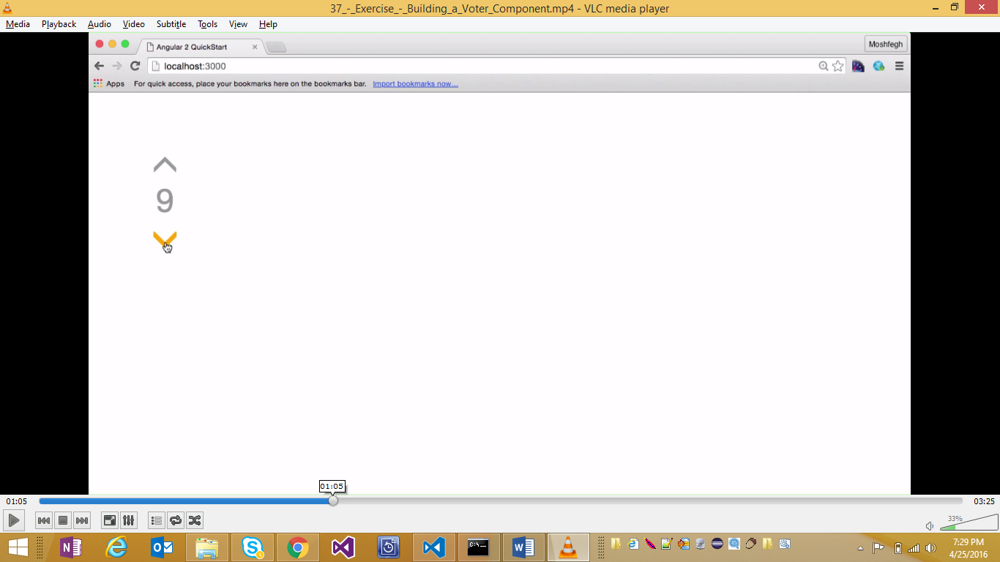 37_-_Exercise_-_Building_a_Voter_Component.mp4 - VLC media player
Media Playback Audio Video Subtitle Tools View Help
Angular 2 QuickStart
Moshfegh
localhost:3000
Apps For quick access, place your bookmarks here on the bookmarks bar. Import bookmarks now...
9
01:05
01:05 03:25
33%
7:29 PM
4/25/2016